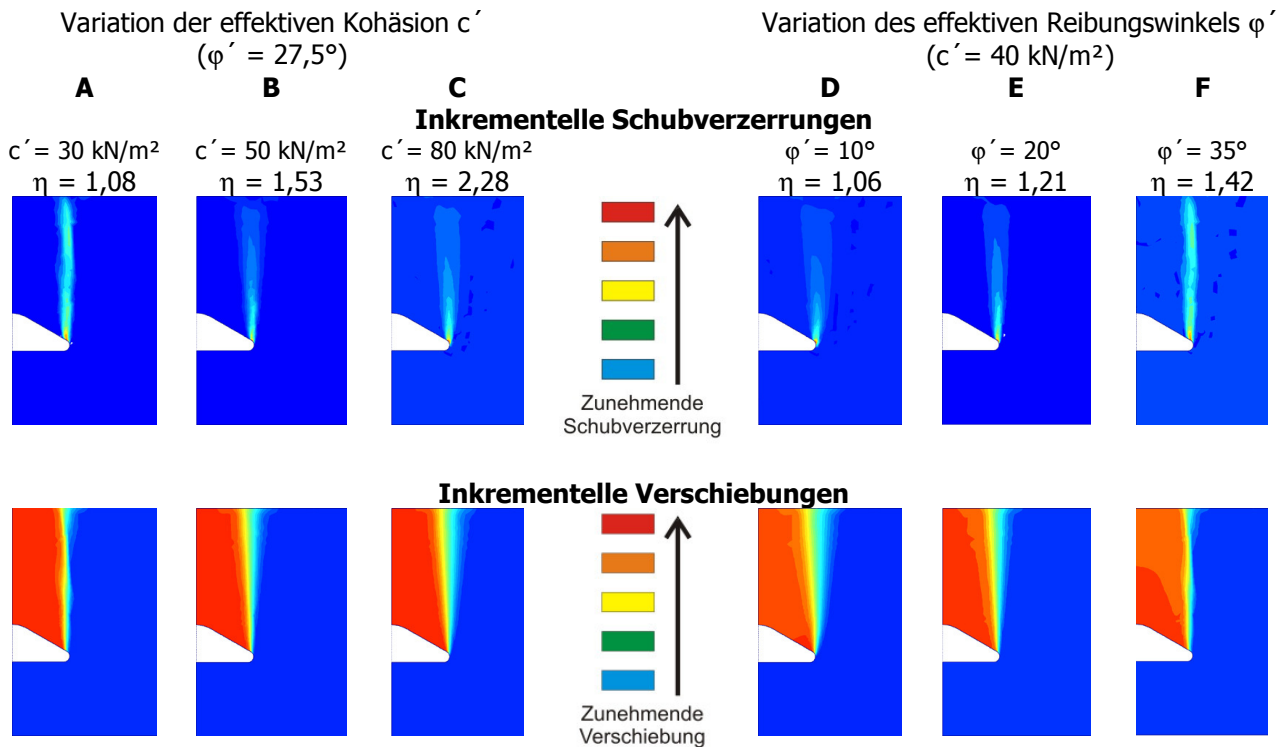 Variation der effektiven Kohäsion c´
(φ´ = 27,5°)
Variation des effektiven Reibungswinkels φ´
(c´= 40 kN/m²)
A B C D E F
Inkrementelle Schubverzerrungen
c´= 30 kN/m² c´= 50 kN/m² c´= 80 kN/m² φ´= 10° φ´= 20° φ´= 35°
η = 1,08 η = 1,53 η = 2,28 η = 1,06 η = 1,21 η = 1,42
Zunehmende
Schubverzerrung
Inkrementelle Verschiebungen
Zunehmende
Verschiebung